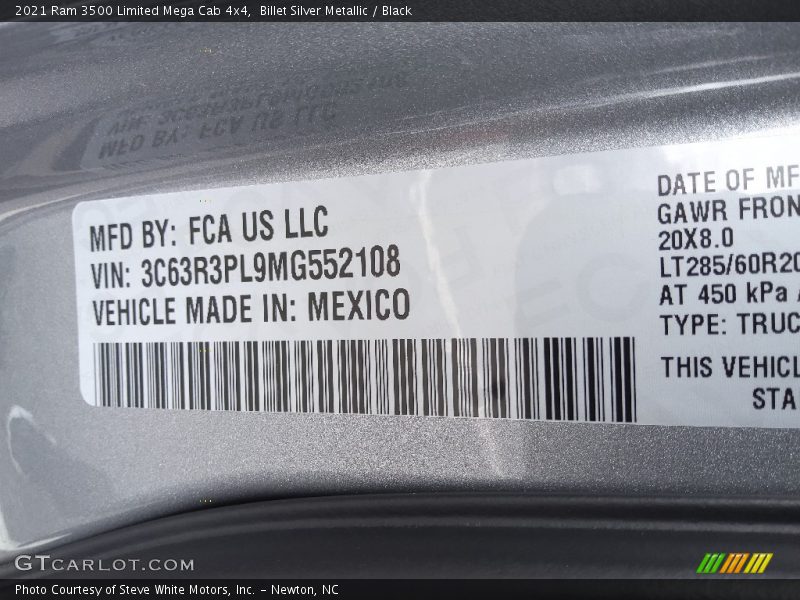 2021 Ram 3500 Limited Mega Cab 4x4, Billet Silver Metallic / Black
MFD BY: FCA US LLC
VIN: 3C63R3PL9MG552108
VEHICLE MADE IN: MEXICO
DATE OF MF
GAWR FRON
20X8.0
LT285/60R20
AT 450 kPa
TYPE: TRUC
THIS VEHICL
STA
GTCARLOT.COM
Photo Courtesy of Steve White Motors, Inc. – Newton, NC